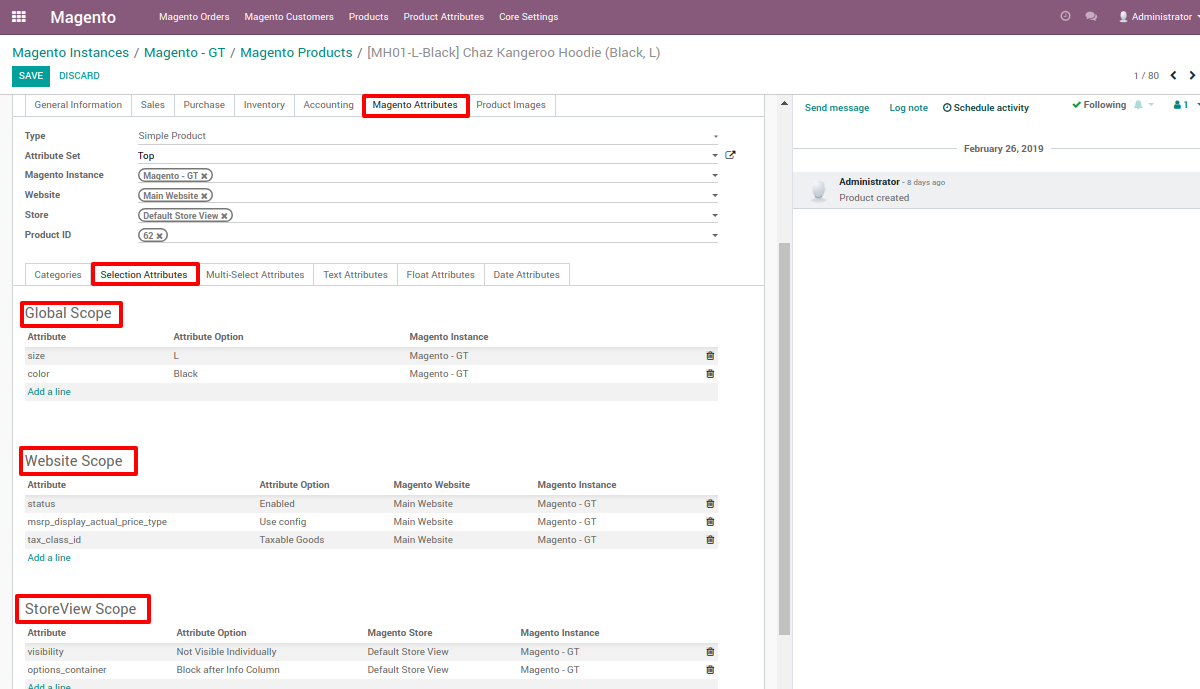 Magento Magento Orders Magento Customers Products Product Attributes Core Settings Administrator
Magento Instances / Magento - GT / Magento Products / [MH01-L-Black] Chaz Kangeroo Hoodie (Black, L)
SAVE DISCARD 1 / 80
General Information Sales Purchase Inventory Accounting Magento Attributes Product Images
Type Simple Product
Attribute Set Top
Magento Instance Magento - GT
Website Main Website
Store Default Store View
Product ID 62
Categories Selection Attributes Multi-Select Attributes Text Attributes Float Attributes Date Attributes
Global Scope
Attribute Attribute Option Magento Instance
size L Magento - GT
color Black Magento - GT
Add a line
Website Scope
Attribute Attribute Option Magento Website Magento Instance
status Enabled Main Website Magento - GT
msrp_display_actual_price_type Use config Main Website Magento - GT
tax_class_id Taxable Goods Main Website Magento - GT
Add a line
StoreView Scope
Attribute Attribute Option Magento Store Magento Instance
visibility Not Visible Individually Default Store View Magento - GT
options_container Block after Info Column Default Store View Magento - GT
Add a line
Send message Log note Schedule activity Following 1
February 26, 2019
Administrator - 8 days ago
Product created